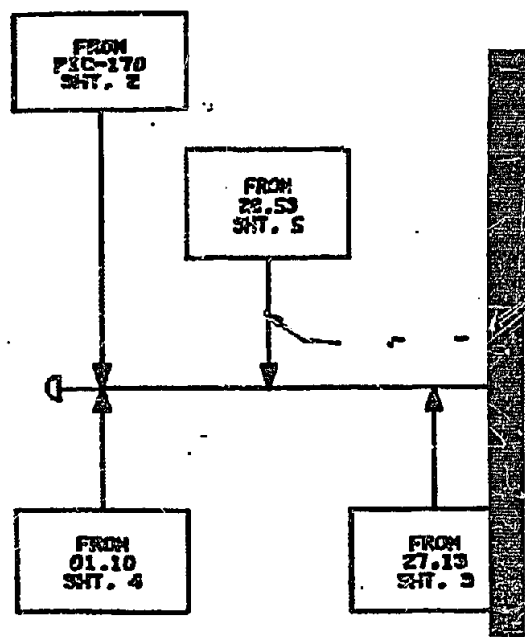 FROM
PIC-170
SHT. 2
FROM
28.53
SHT. 5
FROM
01.10
SHT. 4
FROM
27.13
SHT. 3